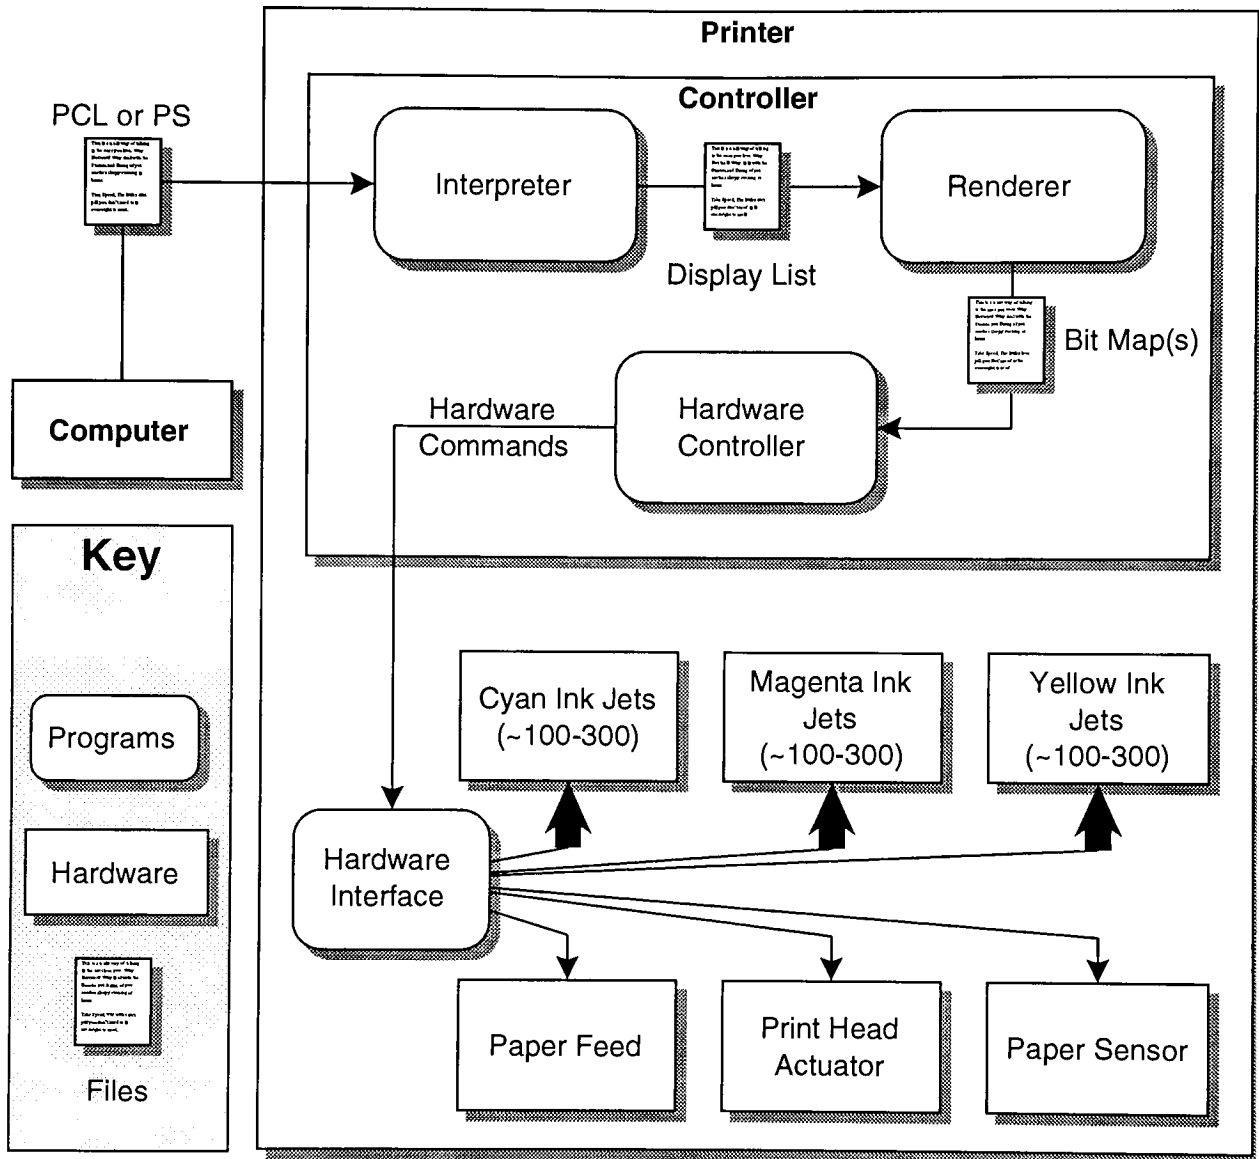 Printer
Controller
PCL or PS
Interpreter
Renderer
Display List
Bit Map(s)
Computer
Hardware
Commands
Hardware
Controller
Key
Programs
Hardware
Files
Cyan Ink Jets
(~100-300)
Magenta Ink
Jets
(~100-300)
Yellow Ink
Jets
(~100-300)
Hardware
Interface
Paper Feed
Print Head
Actuator
Paper Sensor